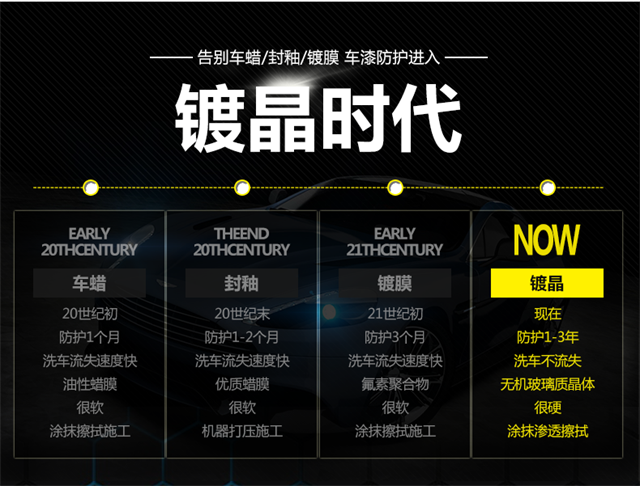 告别车蜡/封釉/镀膜 车漆防护进入
镀晶时代
EARLY
20THCENTURY
车蜡
20世纪初
防护1个月
洗车流失速度快
油性蜡膜
很软
涂抹擦拭施工
THEEND
20THCENTURY
封釉
20世纪末
防护1-2个月
洗车流失速度快
优质蜡膜
很软
机器打压施工
EARLY
21THCENTURY
镀膜
21世纪初
防护3个月
洗车流失速度快
氟素聚合物
很软
涂抹擦拭施工
NOW
镀晶
现在
防护1-3年
洗车不流失
无机玻璃质晶体
很硬
涂抹渗透擦拭